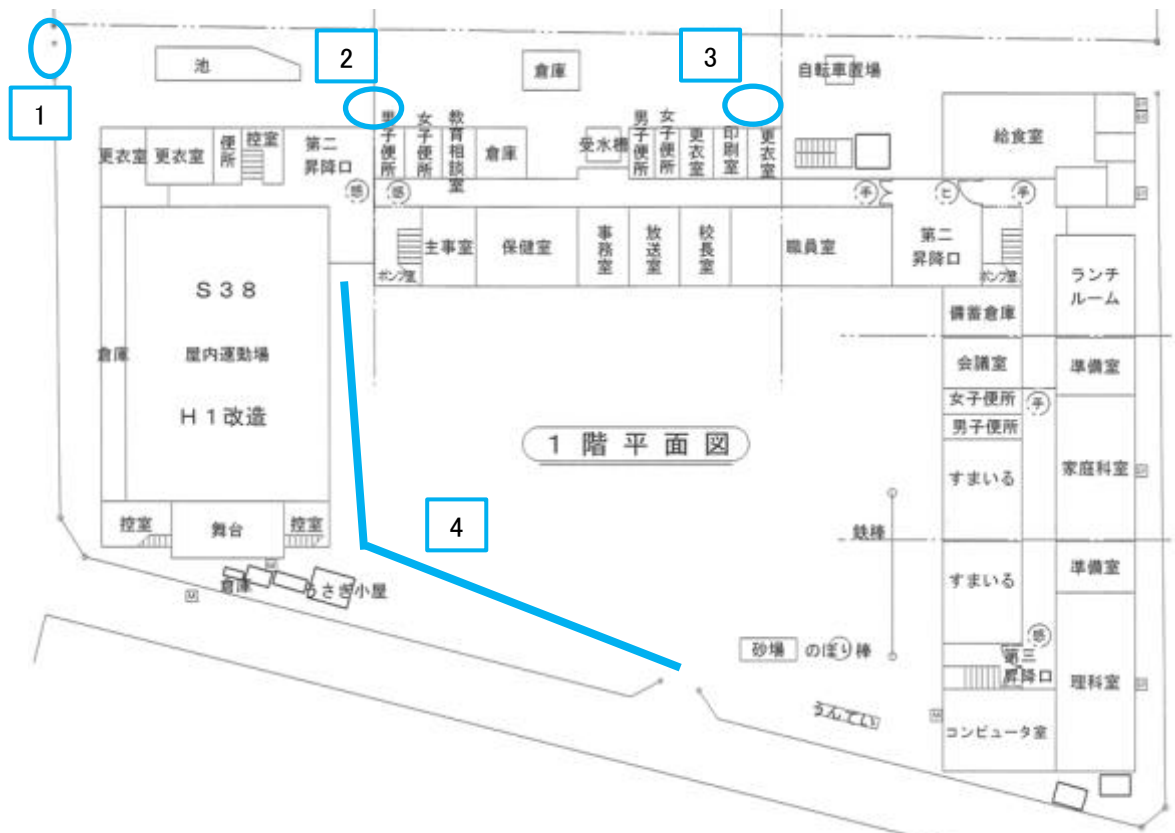 1
2
3
池
倉庫
自転車置場
更衣室
更衣室
便所
控室
第二
昇降口
男子便所
女子便所
教育相談室
倉庫
受水槽
男子便所
女子便所
更衣室
印刷室
更衣室
給食室
感
感
手
ヒ
手
主事室
保健室
事務室
放送室
校長室
職員室
第二
昇降口
ポンプ室
ポンプ室
ランチ
ルーム
S38
倉庫
屋内運動場
H1改造
備蓄倉庫
会議室
準備室
女子便所
手
男子便所
1階平面図
すまいる
家庭科室
鉄棒
控室
舞台
控室
4
すまいる
準備室
倉庫
うさぎ小屋
M
M
砂場
のぼり棒
感
第三
昇降口
理科室
うんてい
M
コンピュータ室